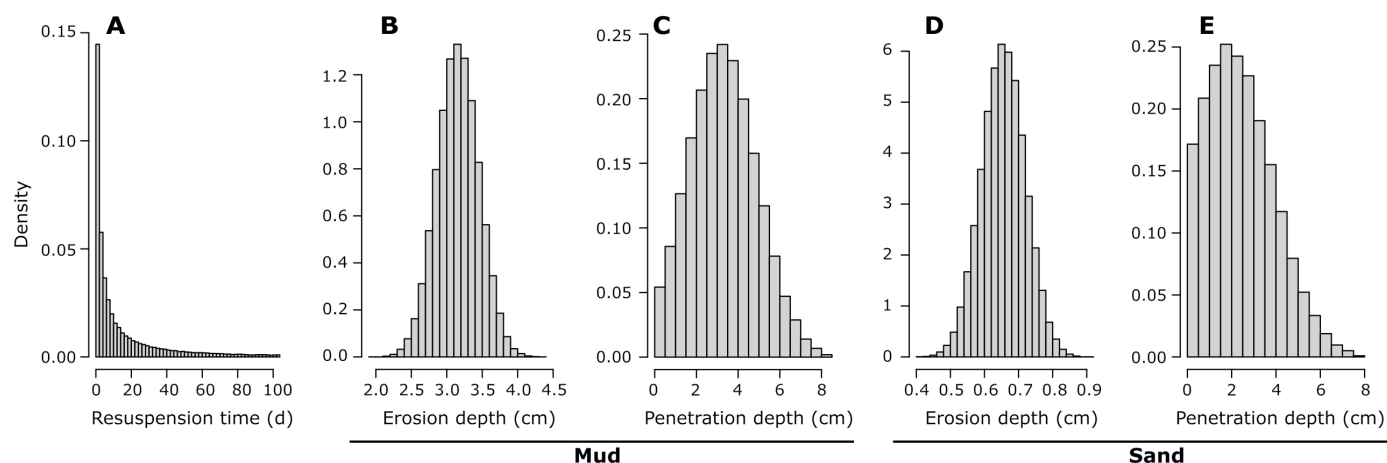 A
B
C
D
E
Density
0.15
0.10
0.05
0.00
0 20 40 60 80 100
Resuspension time (d)
1.2
1.0
0.8
0.6
0.4
0.2
0.0
2.0 2.5 3.0 3.5 4.0 4.5
Erosion depth (cm)
0.25
0.20
0.15
0.10
0.05
0.00
0 2 4 6 8
Penetration depth (cm)
Mud
6
5
4
3
2
1
0
0.4 0.5 0.6 0.7 0.8 0.9
Erosion depth (cm)
0.25
0.20
0.15
0.10
0.05
0.00
0 2 4 6 8
Penetration depth (cm)
Sand